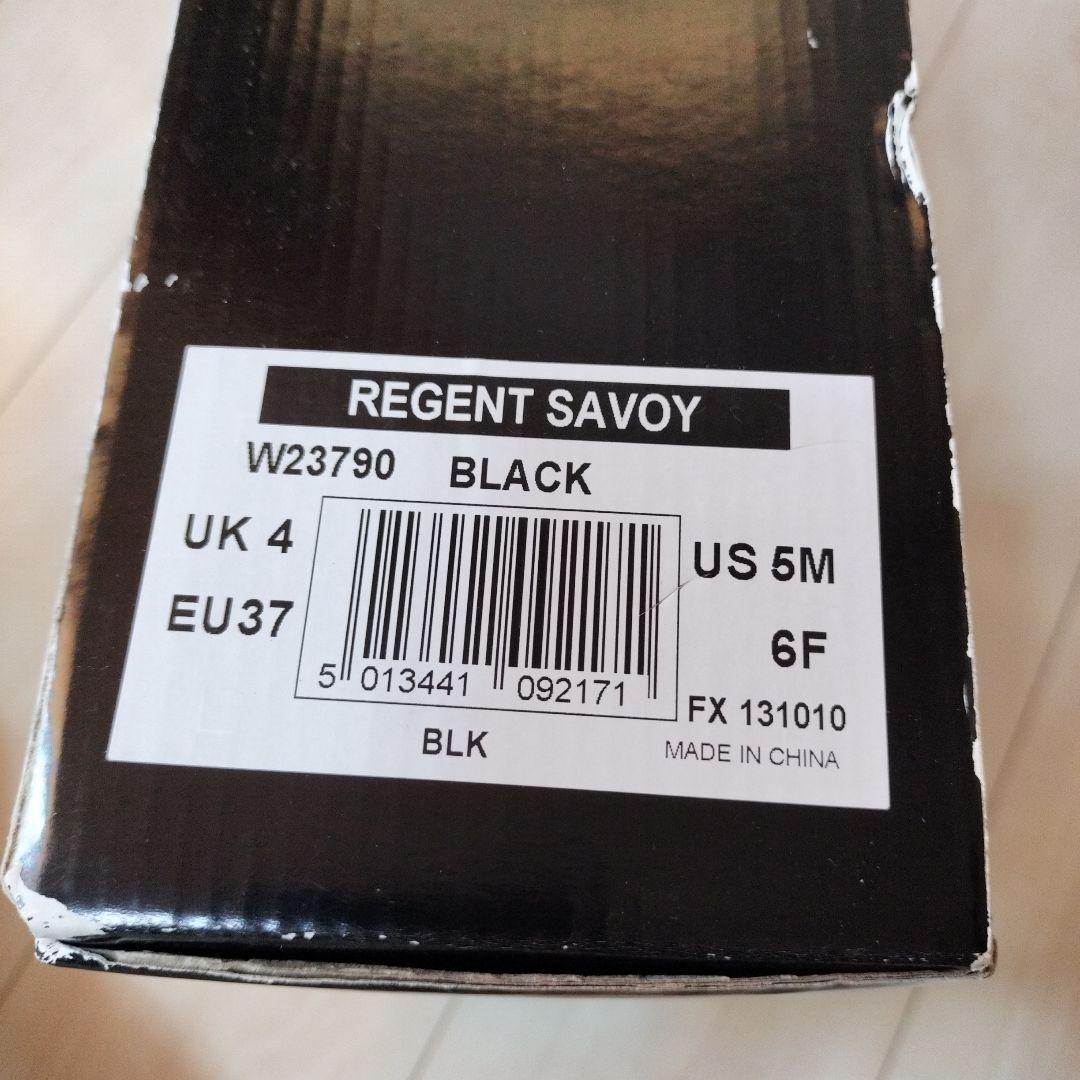 REGENT SAVOY
W23790 BLACK
UK 4
US 5M
EU37
6F
5 013441 092171
FX 131010
BLK
MADE IN CHINA